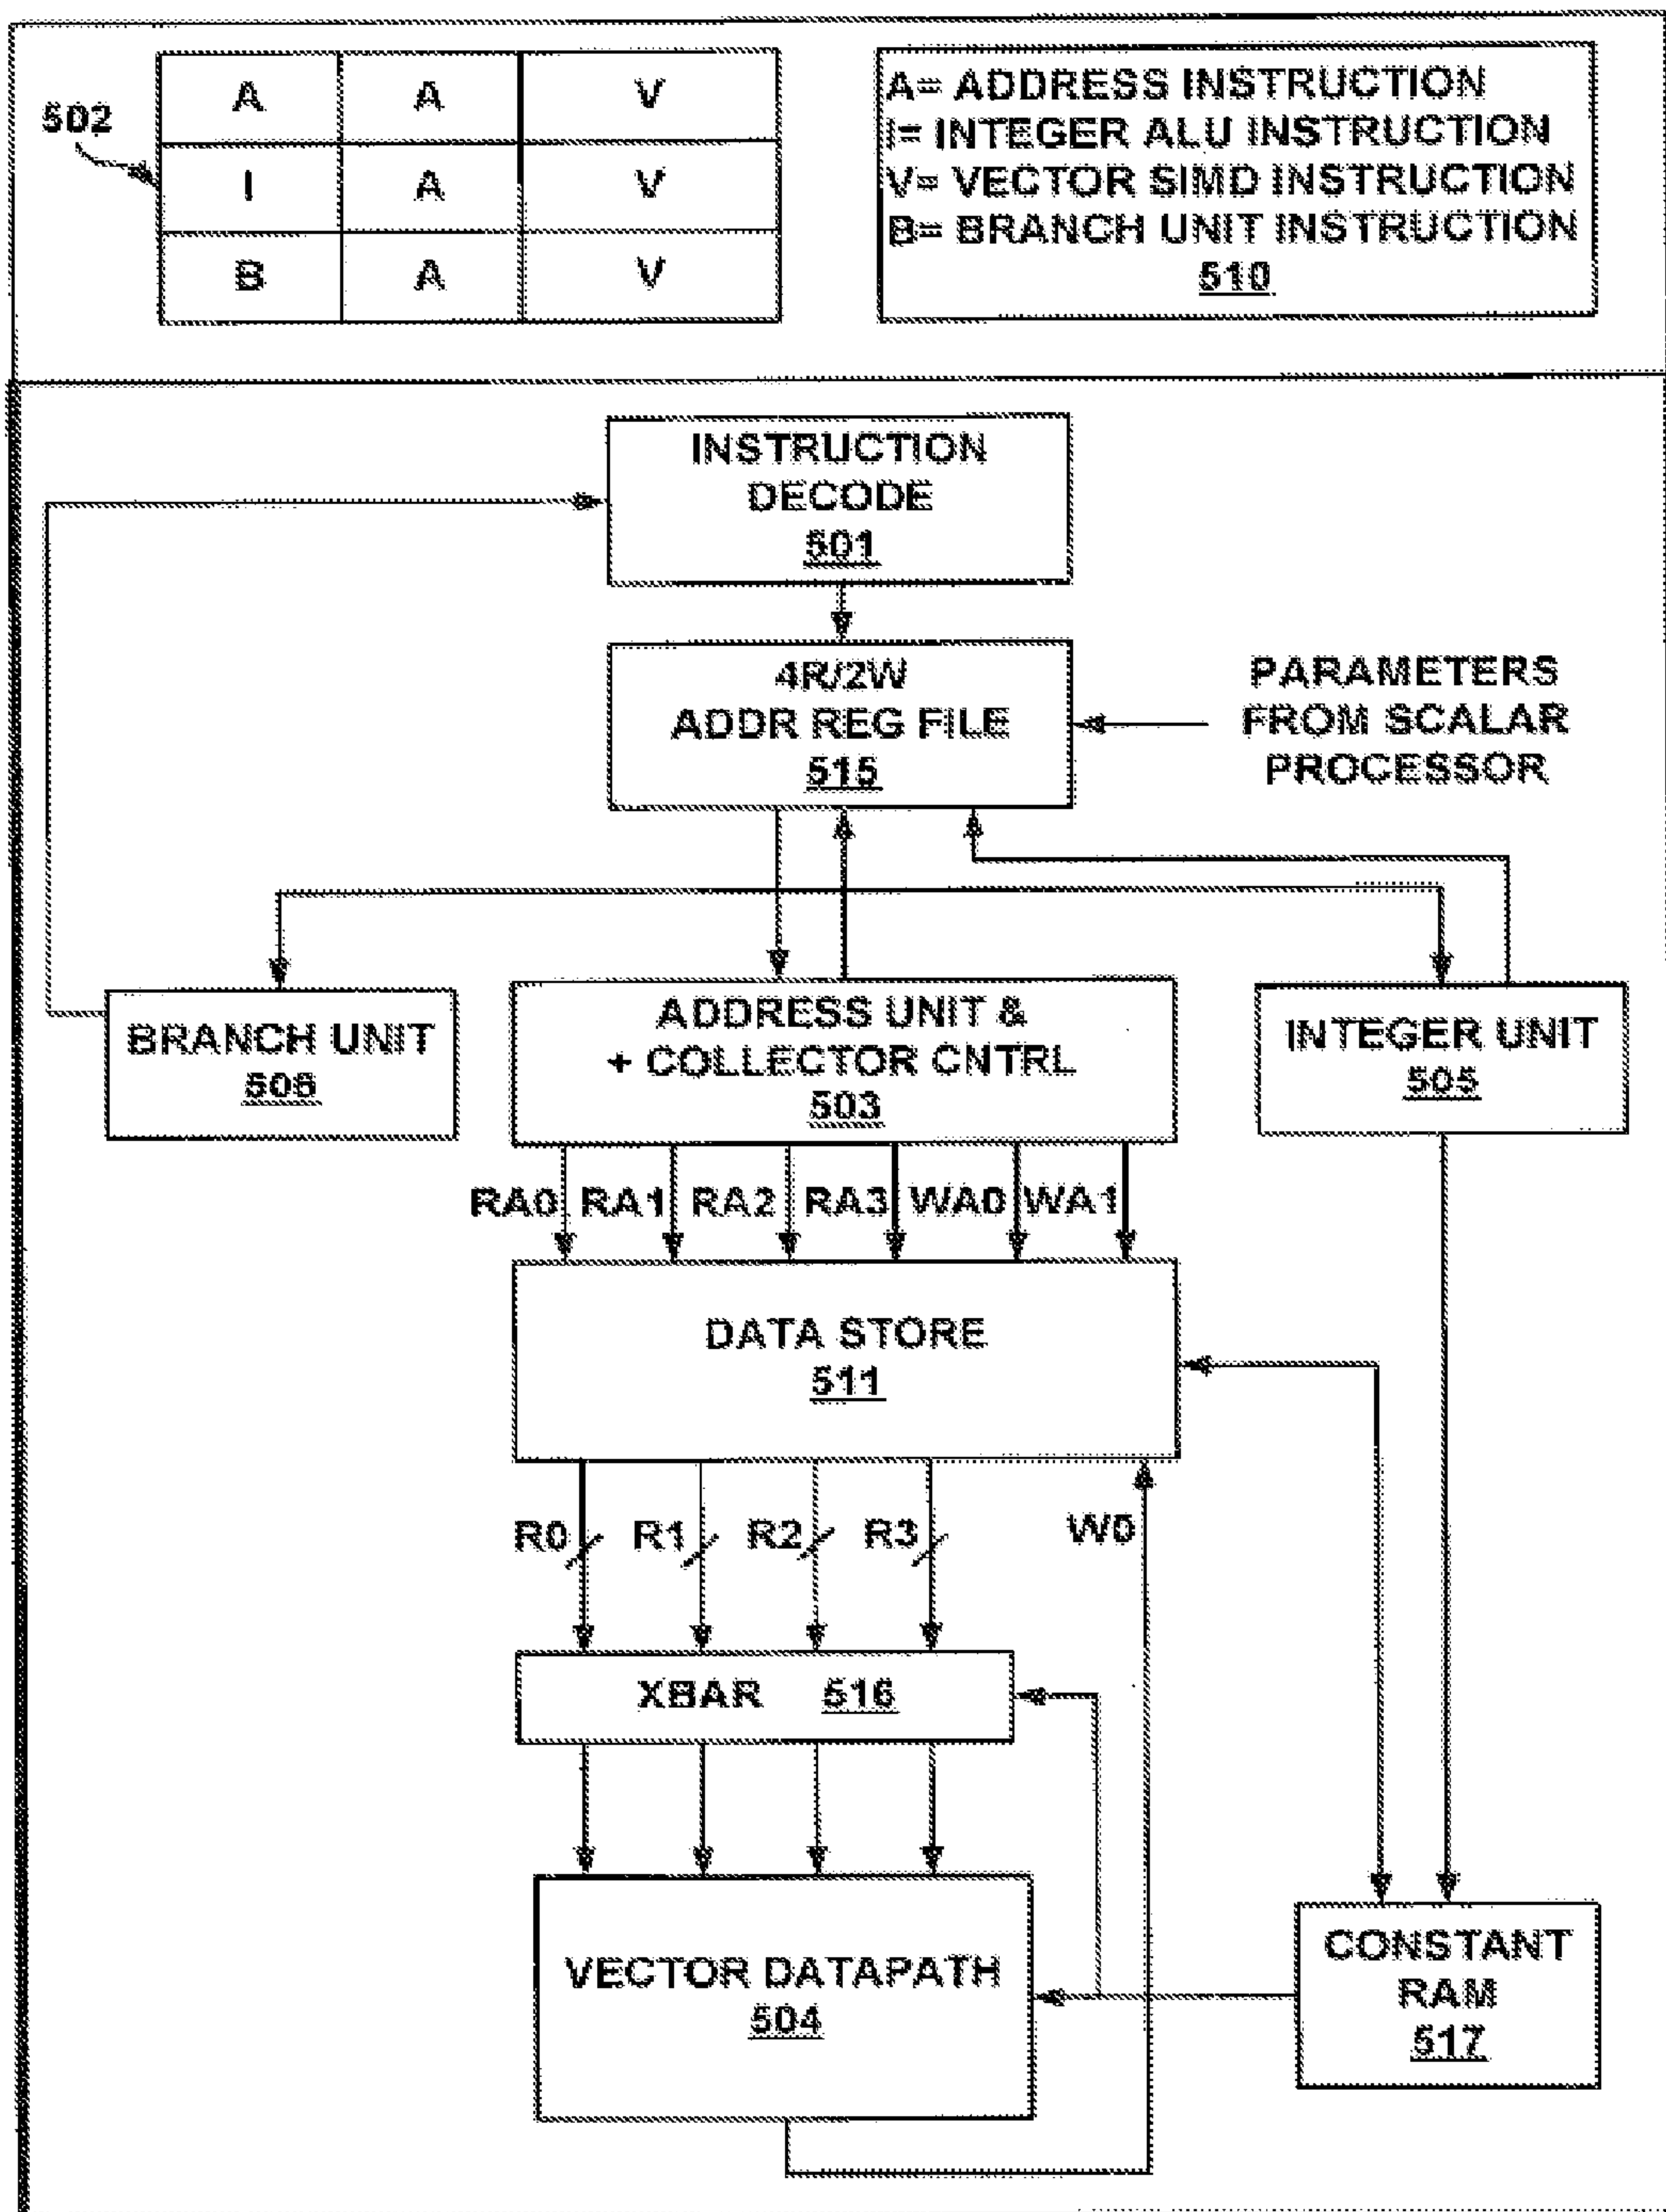 502
A A V
I A V
B A V
A= ADDRESS INSTRUCTION
I= INTEGER ALU INSTRUCTION
V= VECTOR SIMD INSTRUCTION
B= BRANCH UNIT INSTRUCTION
510
INSTRUCTION
DECODE
501
4R/2W
ADDR REG FILE
515
PARAMETERS
FROM SCALAR
PROCESSOR
BRANCH UNIT
506
ADDRESS UNIT &
+ COLLECTOR CNTRL
503
INTEGER UNIT
505
RA0 RA1 RA2 RA3 WA0 WA1
DATA STORE
511
R0 R1 R2 R3 W0
XBAR 516
VECTOR DATAPATH
504
CONSTANT
RAM
517